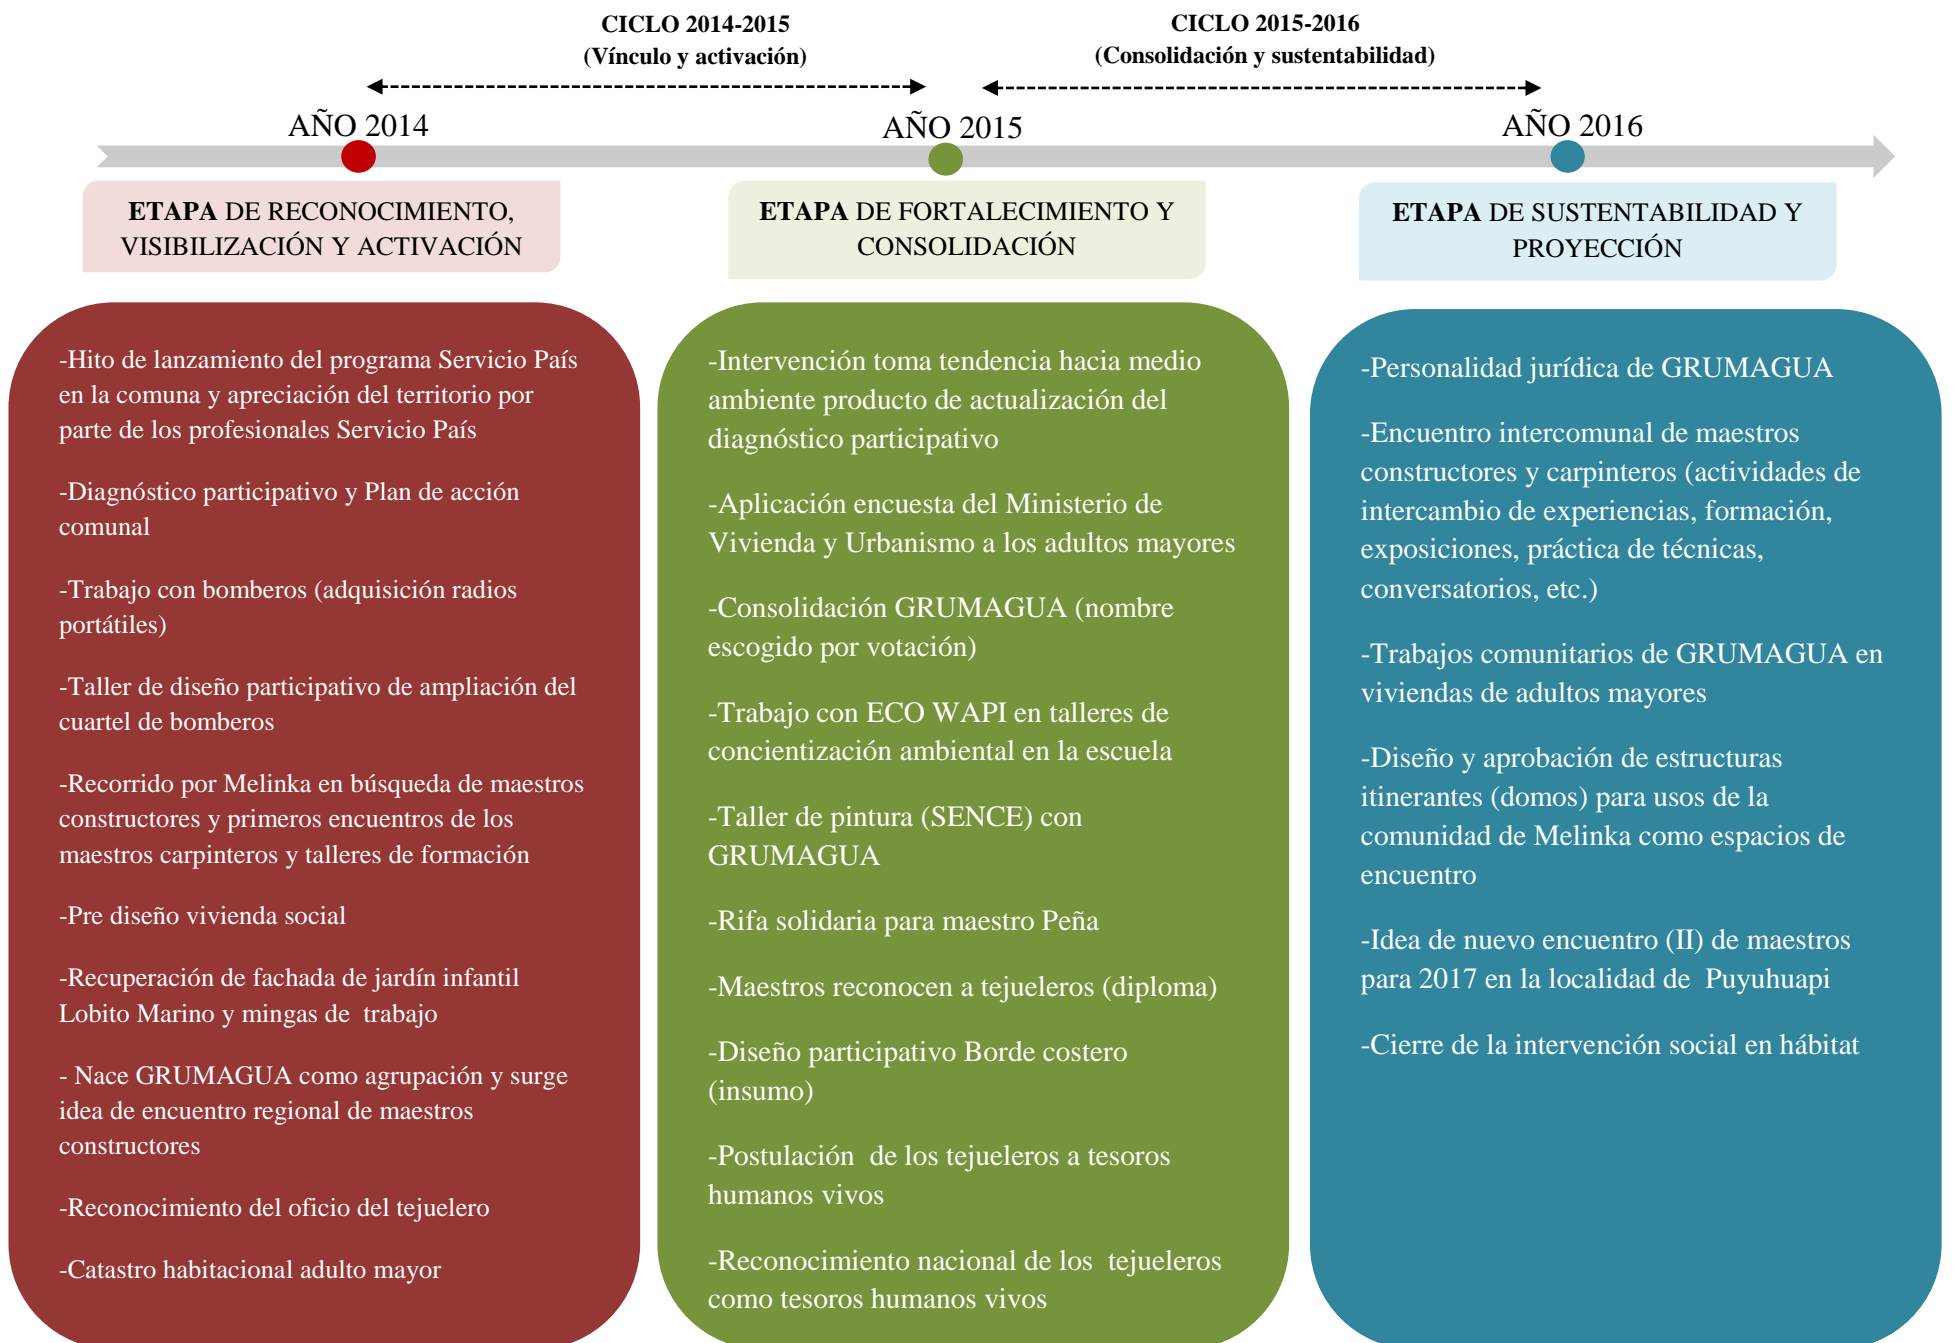 CICLO 2014-2015
(Vínculo y activación)
CICLO 2015-2016
(Consolidación y sustentabilidad)
AÑO 2014
AÑO 2015
AÑO 2016
ETAPA DE RECONOCIMIENTO,
VISIBILIZACIÓN Y ACTIVACIÓN
ETAPA DE FORTALECIMIENTO Y
CONSOLIDACIÓN
ETAPA DE SUSTENTABILIDAD Y
PROYECCIÓN
-Hito de lanzamiento del programa Servicio País
en la comuna y apreciación del territorio por
parte de los profesionales Servicio País
-Diagnóstico participativo y Plan de acción
comunal
-Trabajo con bomberos (adquisición radios
portátiles)
-Taller de diseño participativo de ampliación del
cuartel de bomberos
-Recorrido por Melinka en búsqueda de maestros
constructores y primeros encuentros de los
maestros carpinteros y talleres de formación
-Pre diseño vivienda social
-Recuperación de fachada de jardín infantil
Lobito Marino y mingas de  trabajo
- Nace GRUMAGUA como agrupación y surge
idea de encuentro regional de maestros
constructores
-Reconocimiento del oficio del tejuelero
-Catastro habitacional adulto mayor
-Intervención toma tendencia hacia medio
ambiente producto de actualización del
diagnóstico participativo
-Aplicación encuesta del Ministerio de
Vivienda y Urbanismo a los adultos mayores
-Consolidación GRUMAGUA (nombre
escogido por votación)
-Trabajo con ECO WAPI en talleres de
concientización ambiental en la escuela
-Taller de pintura (SENCE) con
GRUMAGUA
-Rifa solidaria para maestro Peña
-Maestros reconocen a tejueleros (diploma)
-Diseño participativo Borde costero
(insumo)
-Postulación  de los tejueleros a tesoros
humanos vivos
-Reconocimiento nacional de los  tejueleros
como tesoros humanos vivos
-Personalidad jurídica de GRUMAGUA
-Encuentro intercomunal de maestros
constructores y carpinteros (actividades de
intercambio de experiencias, formación,
exposiciones, práctica de técnicas,
conversatorios, etc.)
-Trabajos comunitarios de GRUMAGUA en
viviendas de adultos mayores
-Diseño y aprobación de estructuras
itinerantes (domos) para usos de la
comunidad de Melinka como espacios de
encuentro
-Idea de nuevo encuentro (II) de maestros
para 2017 en la localidad de  Puyuhuapi
-Cierre de la intervención social en hábitat